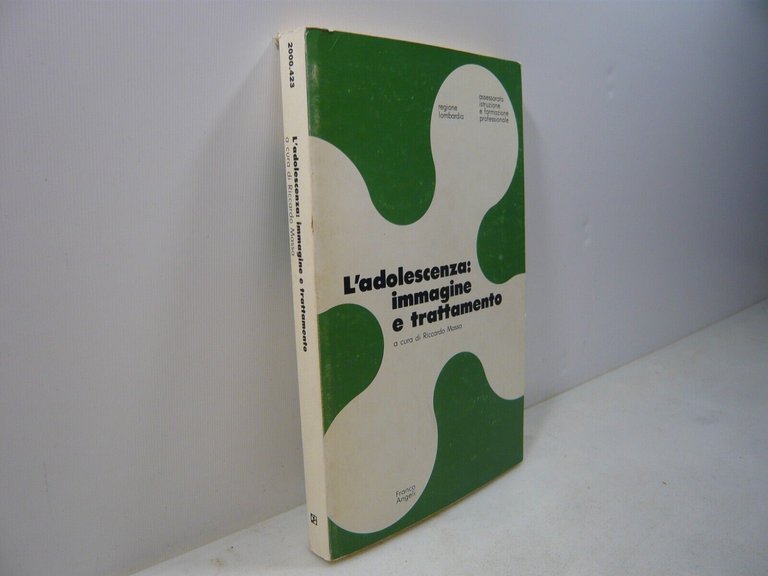 2000.423
L'adolescenza: immagine e trattamento
a cura di Riccardo Massa
regione
lombardia
assessorato
istruzione
e formazione
professionale
L'adolescenza:
immagine
e trattamento
a cura di Riccardo Massa
Franco
Angeli